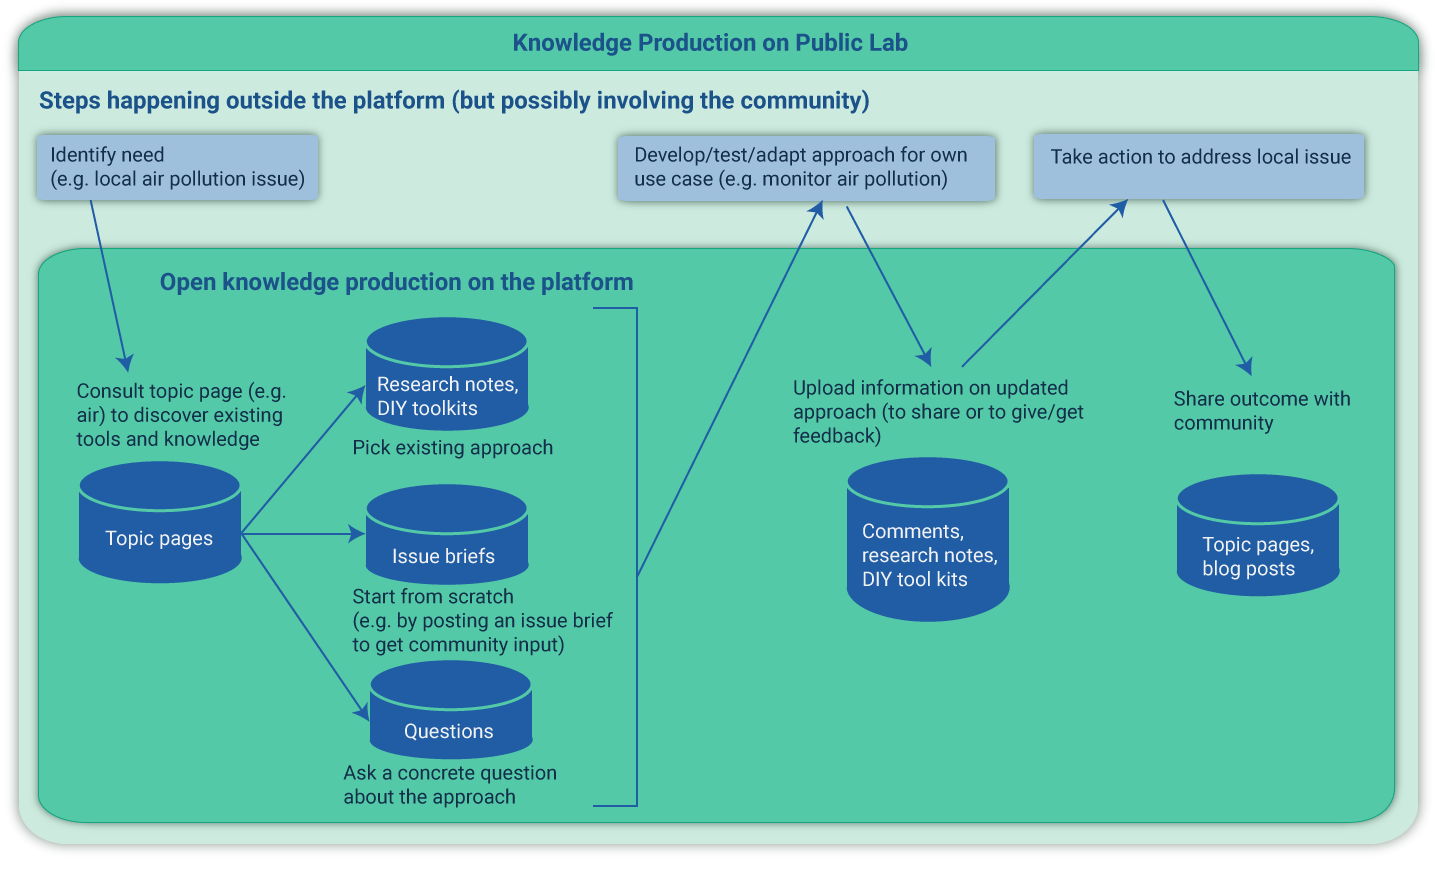 Knowledge Production on Public Lab
Steps happening outside the platform (but possibly involving the community)
Identify need
(e.g. local air pollution issue)
Develop/test/adapt approach for own
use case (e.g. monitor air pollution)
Take action to address local issue
Open knowledge production on the platform
Consult topic page (e.g.
air) to discover existing
tools and knowledge
Topic pages
Research notes,
DIY toolkits
Pick existing approach
Issue briefs
Start from scratch
(e.g. by posting an issue brief
to get community input)
Questions
Ask a concrete question
about the approach
Upload information on updated
approach (to share or to give/get
feedback)
Comments,
research notes,
DIY tool kits
Share outcome with
community
Topic pages,
blog posts